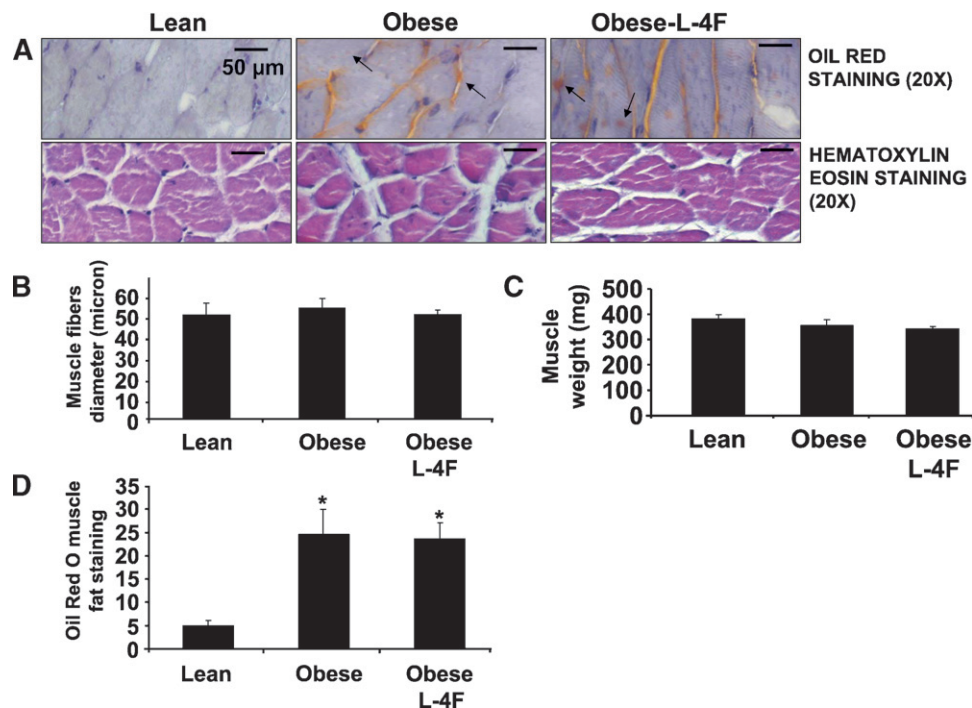 Lean Obese Obese-L-4F
A
50 µm
OIL RED
STAINING (20X)
HEMATOXYLIN
EOSIN STAINING
(20X)
B
Muscle fibers
diameter (micron)
60
50
40
30
20
10
0
Lean Obese Obese
L-4F
C
Muscle
weight (mg)
500
400
300
200
100
0
Lean Obese Obese
L-4F
D
Oil Red O muscle
fat staining
35
30
25
20
15
10
5
0
* *
Lean Obese Obese
L-4F